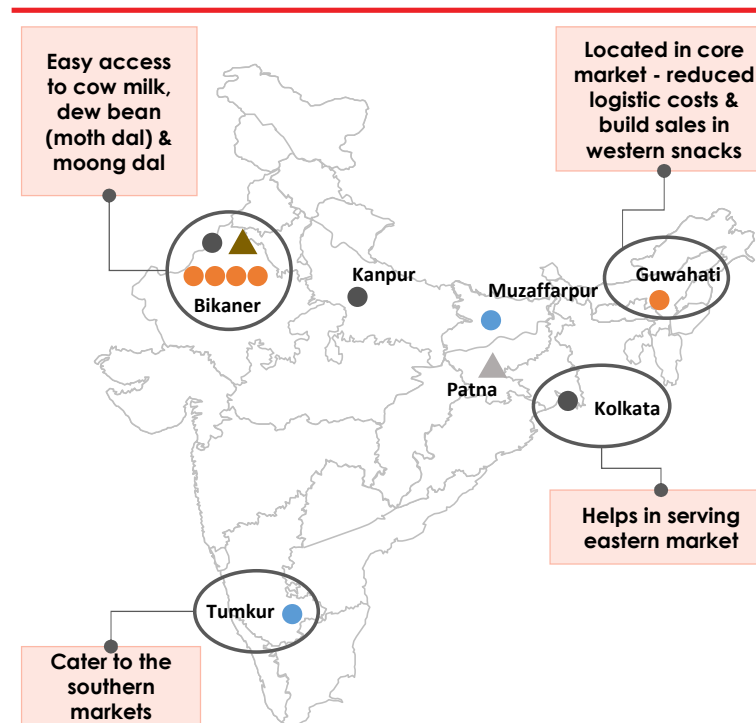 Easy access
to cow milk,
dew bean
(moth dal) &
moong dal
Located in core
market - reduced
logistic costs &
build sales in
western snacks
Bikaner
Kanpur
Muzaffarpur
Guwahati
Patna
Kolkata
Helps in serving
eastern market
Tumkur
Cater to the
southern
markets